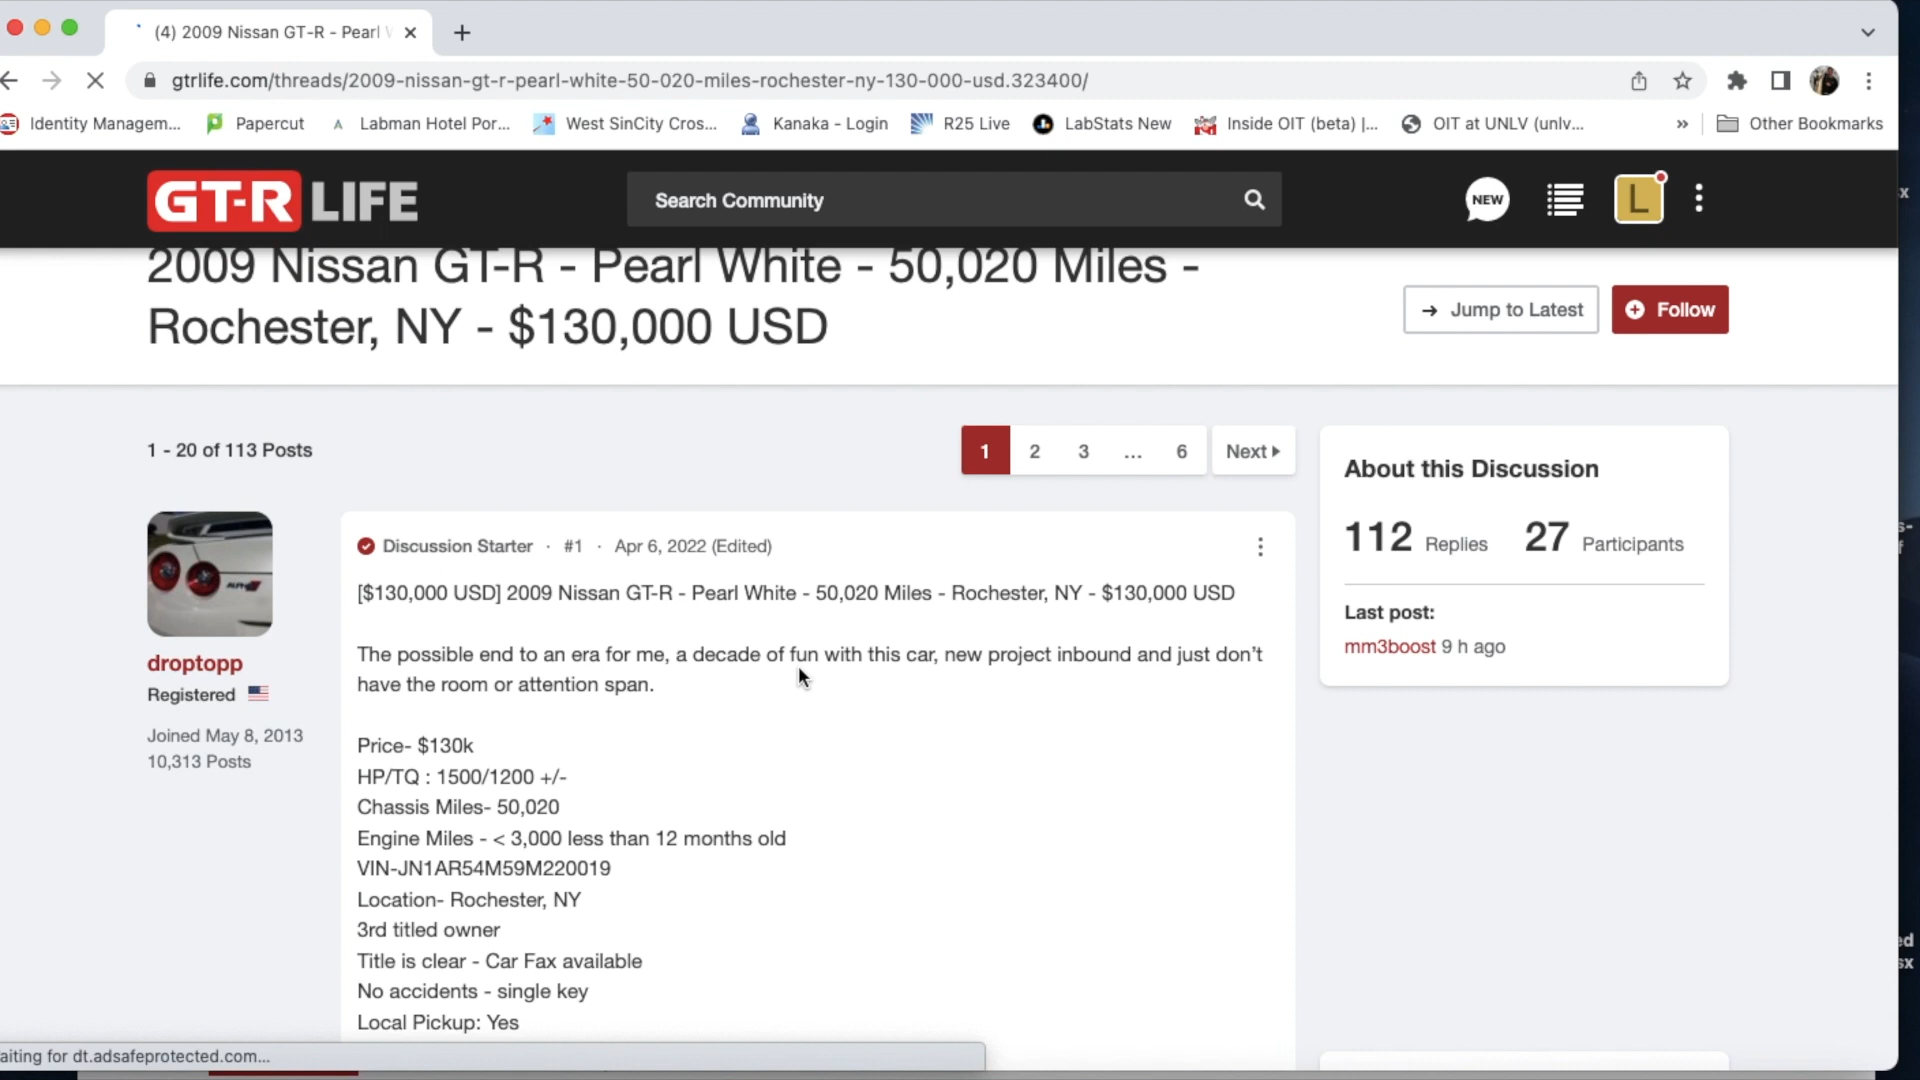 (4) 2009 Nissan GT-R - Pearl W
gtrlife.com/threads/2009-nissan-gt-r-pearl-white-50-020-miles-rochester-ny-130-000-usd.323400/
Identity Managem...
Papercut
Labman Hotel Por...
West SinCity Cros...
Kanaka - Login
R25 Live
LabStats New
Inside OIT (beta) |...
OIT at UNLV (unlv...
»
Other Bookmarks
GT-R LIFE
Search Community
NEW
L
2009 Nissan GT-R - Pearl White - 50,020 Miles -
Rochester, NY - $130,000 USD
→ Jump to Latest
Follow
1 - 20 of 113 Posts
1 2 3 ... 6 Next
droptopp
Registered
Joined May 8, 2013
10,313 Posts
Discussion Starter · #1 · Apr 6, 2022 (Edited)
[$130,000 USD] 2009 Nissan GT-R - Pearl White - 50,020 Miles - Rochester, NY - $130,000 USD
The possible end to an era for me, a decade of fun with this car, new project inbound and just don’t
have the room or attention span.
Price- $130k
HP/TQ : 1500/1200 +/-
Chassis Miles- 50,020
Engine Miles - < 3,000 less than 12 months old
VIN-JN1AR54M59M220019
Location- Rochester, NY
3rd titled owner
Title is clear - Car Fax available
No accidents - single key
Local Pickup: Yes
About this Discussion
112 Replies 27 Participants
Last post:
mm3boost 9 h ago
aiting for dt.adsafeprotected.com...